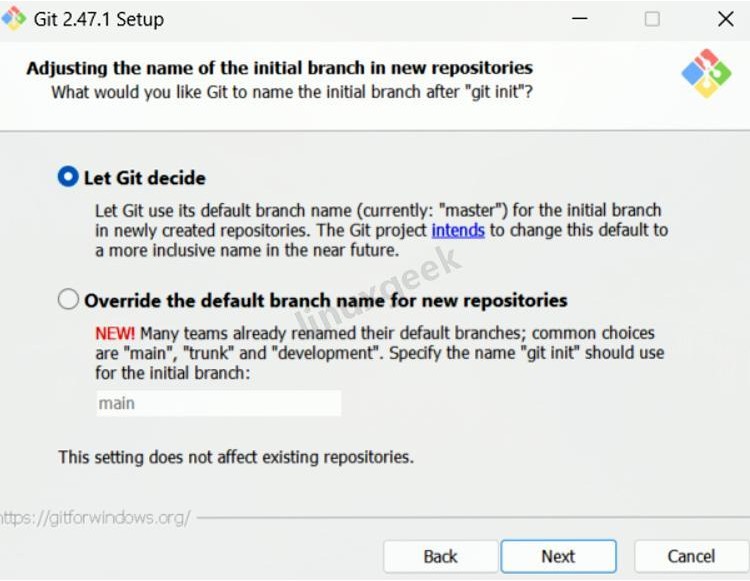 Git 2.47.1 Setup
Adjusting the name of the initial branch in new repositories
What would you like Git to name the initial branch after "git init"?
Let Git decide
Let Git use its default branch name (currently: "master") for the initial branch
in newly created repositories. The Git project intends to change this default to
a more inclusive name in the near future.
linuxgeek
Override the default branch name for new repositories
NEW! Many teams already renamed their default branches; common choices
are "main", "trunk" and "development". Specify the name "git init" should use
for the initial branch:
main
This setting does not affect existing repositories.
https://gitforwindows.org/
Back
Next
Cancel